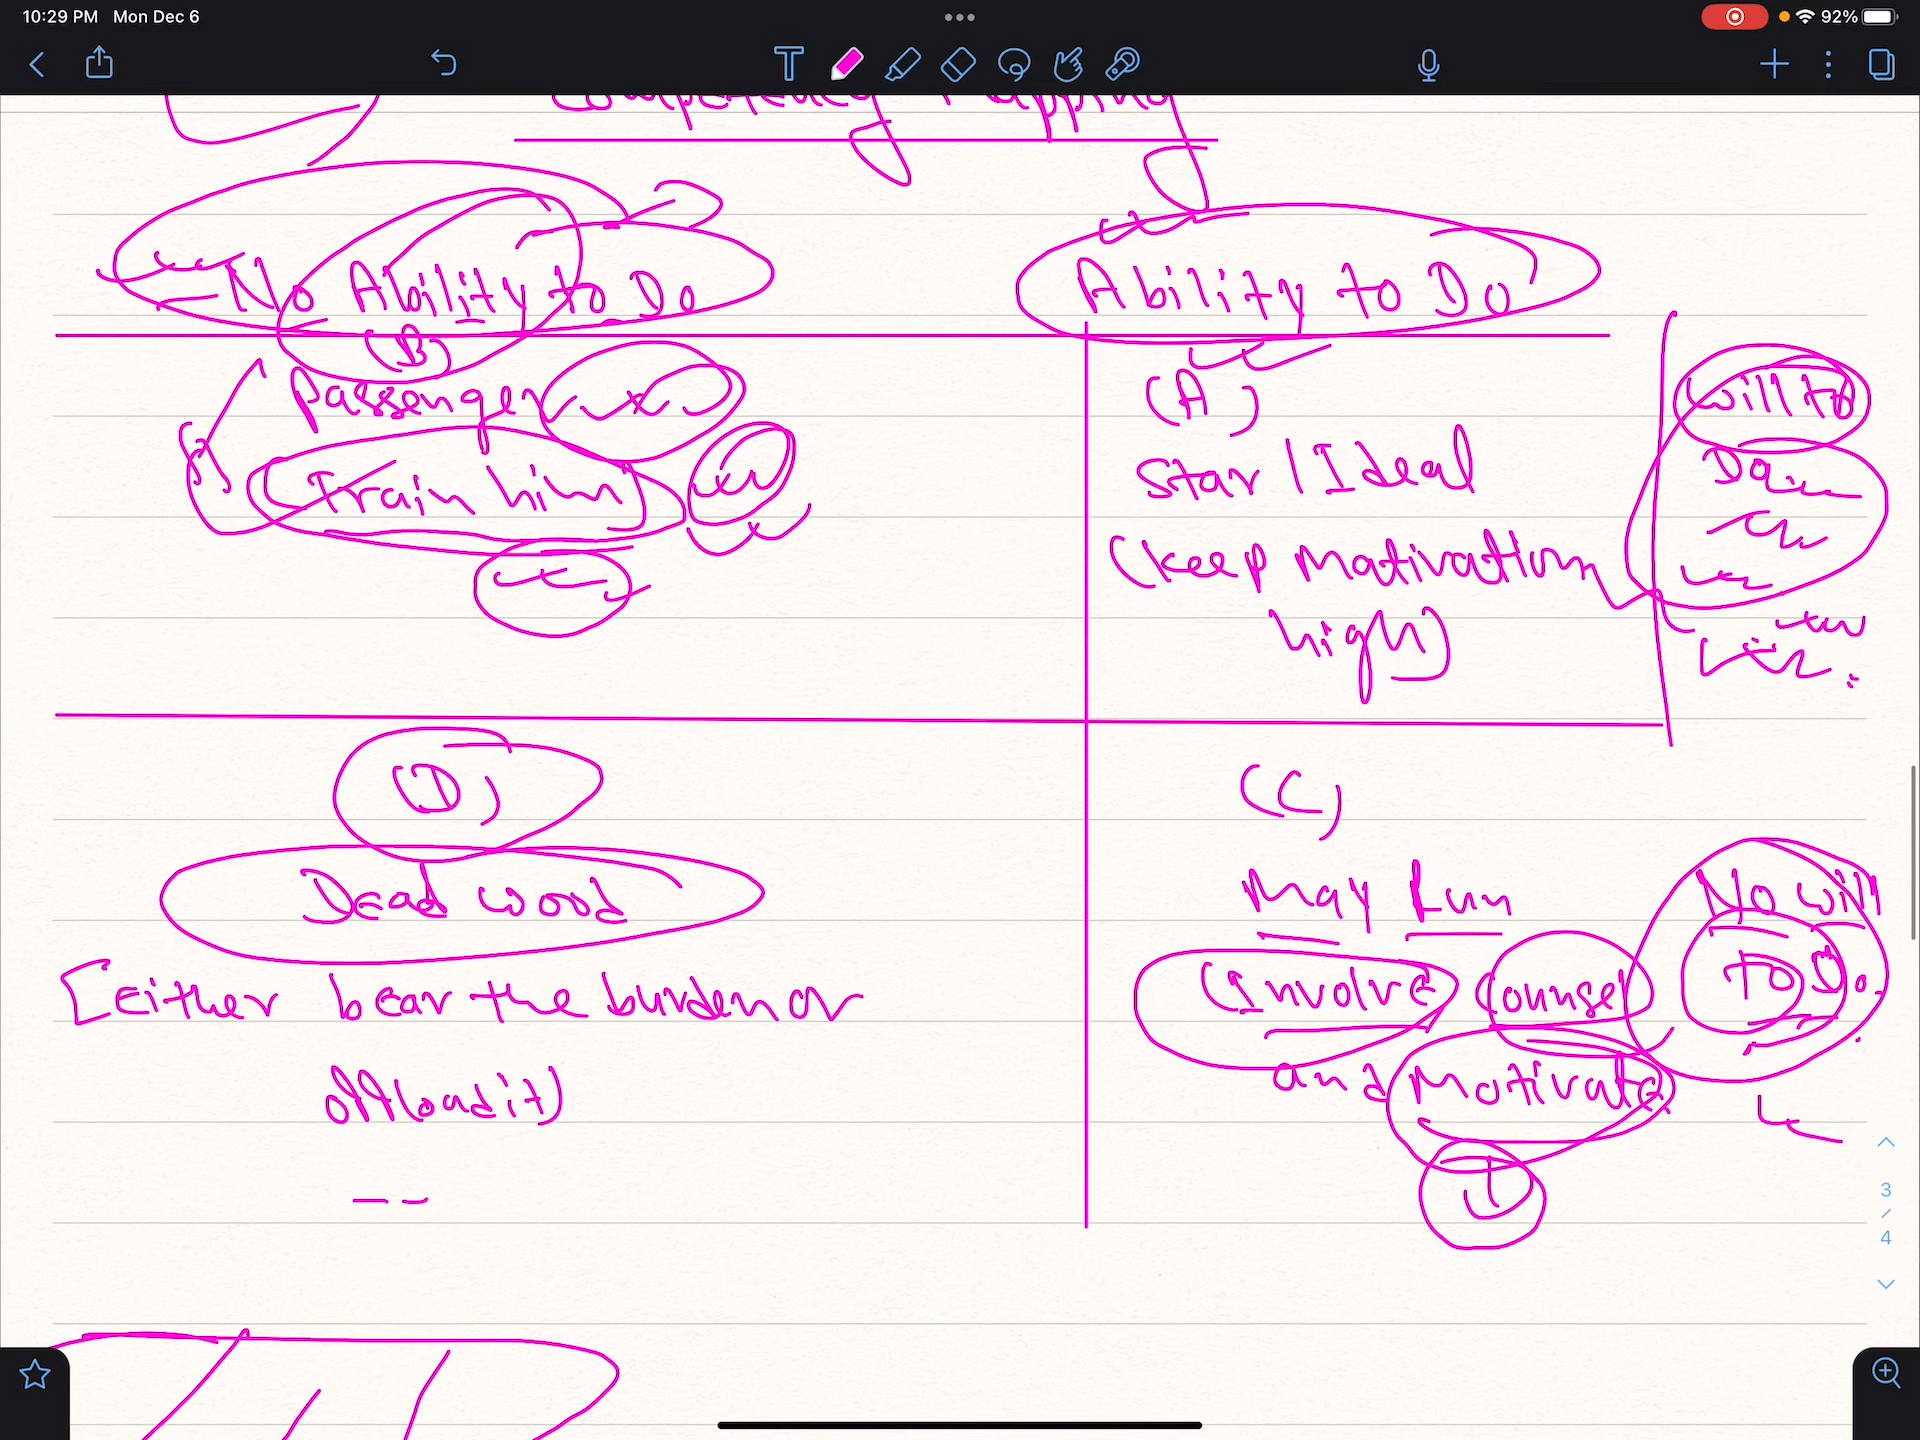 10:29 PM Mon Dec 6
92%
Competency Mapping
No Ability to Do
Ability to Do
(B)
Passenger
(Train him)
(A)
Star / Ideal
(keep Motivation
high)
will to
Do
(D)
Dead wood
[either bear the burden or
offload it)
(C)
May Run
(Involve Counsel
and Motivate)
No will
To Do.
3
/
4